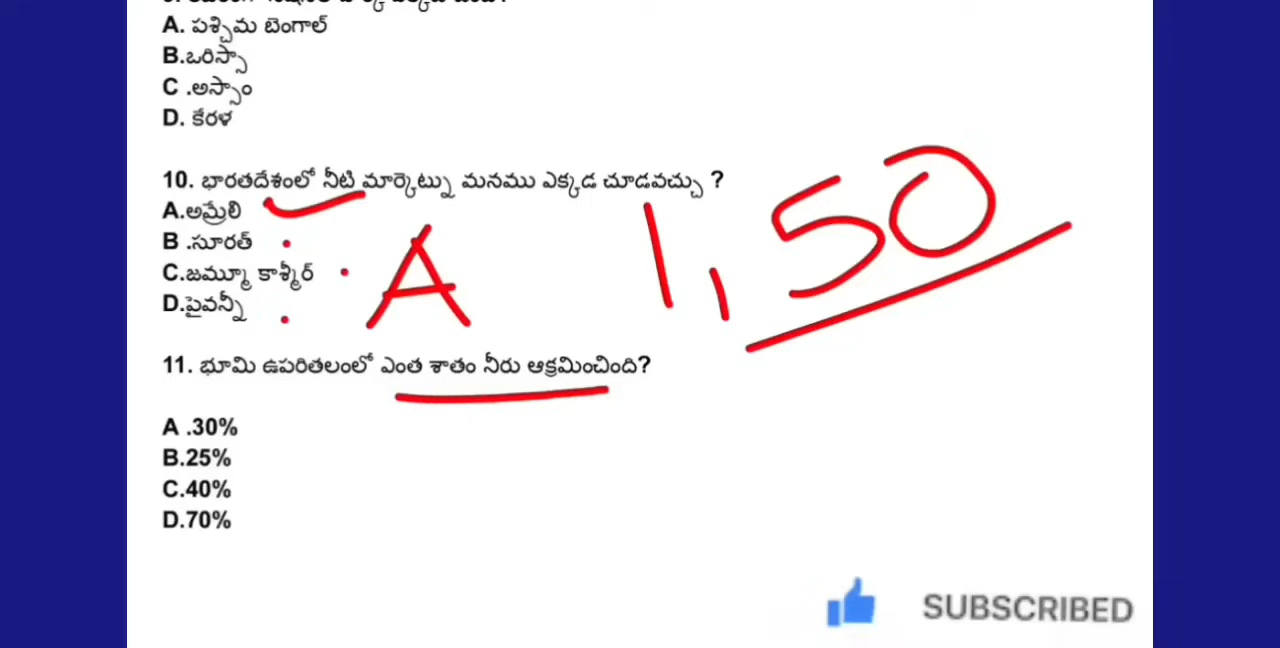 A. పశ్చిమ బెంగాల్
B.ఒరిస్సా
C .అస్సాం
D. కేరళ
10. భారతదేశంలో నీటి మార్కెట్ను మనము ఎక్కడ చూడవచ్చు ?
A.అమ్రేలి
B .సూరత్
C.జమ్మూ కాశ్మీర్
D.పైవన్నీ
A 1,50
11. భూమి ఉపరితలంలో ఎంత శాతం నీరు ఆక్రమించింది?
A .30%
B.25%
C.40%
D.70%
SUBSCRIBED